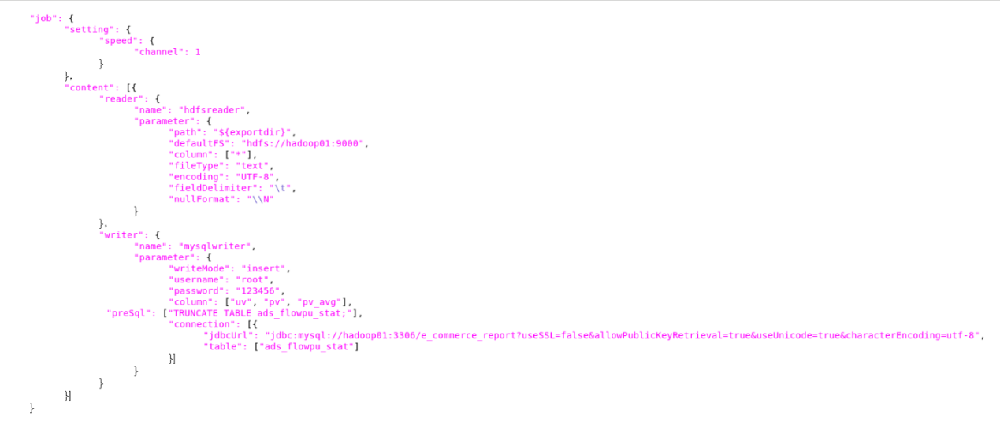 "job": {
"setting": {
"speed": {
"channel": 1
}
},
"content": [{
"reader": {
"name": "hdfsreader",
"parameter": {
"path": "${exportdir}",
"defaultFS": "hdfs://hadoop01:9000",
"column": ["*"],
"fileType": "text",
"encoding": "UTF-8",
"fieldDelimiter": "\t",
"nullFormat": "\\N"
}
},
"writer": {
"name": "mysqlwriter",
"parameter": {
"writeMode": "insert",
"username": "root",
"password": "123456",
"column": ["uv", "pv", "pv_avg"],
"preSql": ["TRUNCATE TABLE ads_flowpu_stat;"],
"connection": [{
"jdbcUrl": "jdbc:mysql://hadoop01:3306/e_commerce_report?useSSL=false&allowPublicKeyRetrieval=true&useUnicode=true&characterEncoding=utf-8",
"table": ["ads_flowpu_stat"]
}]
}
}
}]
}